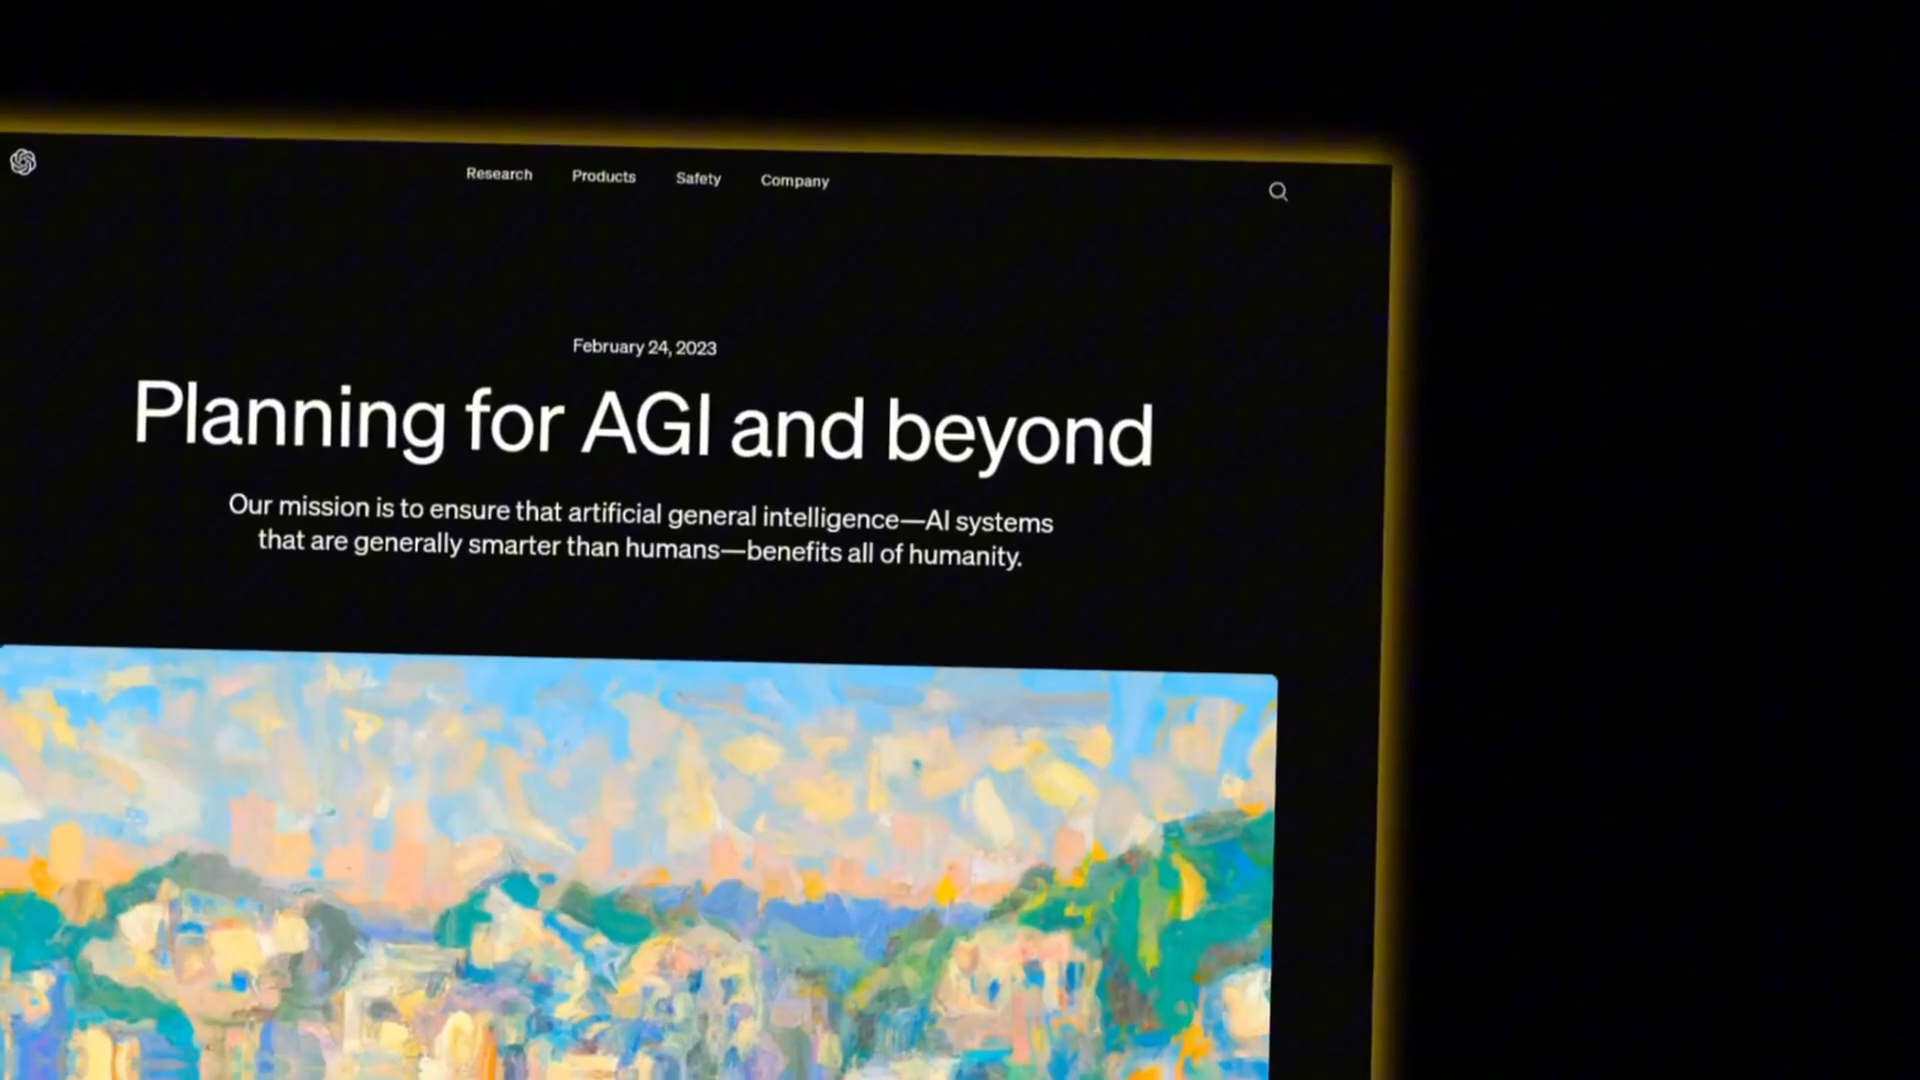 Research Products Safety Company
February 24, 2023
Planning for AGI and beyond
Our mission is to ensure that artificial general intelligence—AI systems
that are generally smarter than humans—benefits all of humanity.